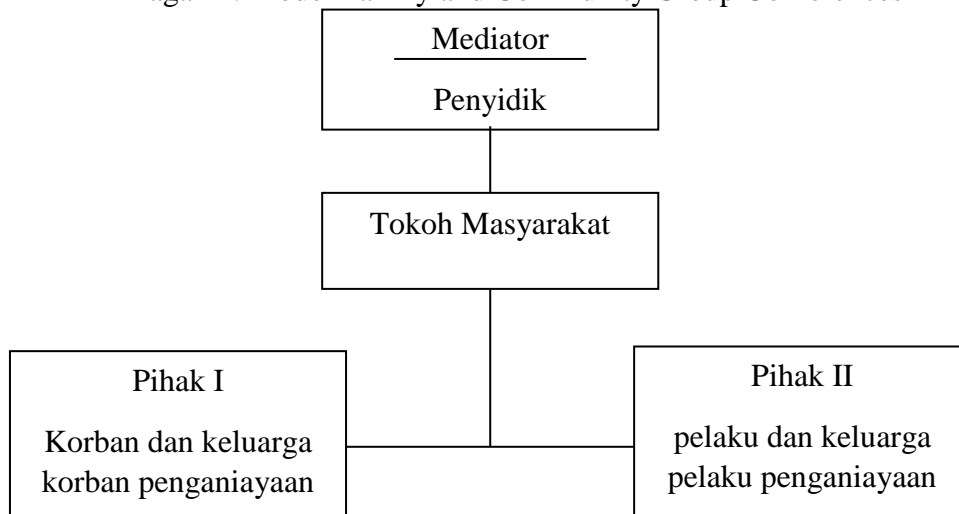 Mediator
Penyidik
Tokoh Masyarakat
Pihak I
Korban dan keluarga
korban penganiayaan
Pihak II
pelaku dan keluarga
pelaku penganiayaan